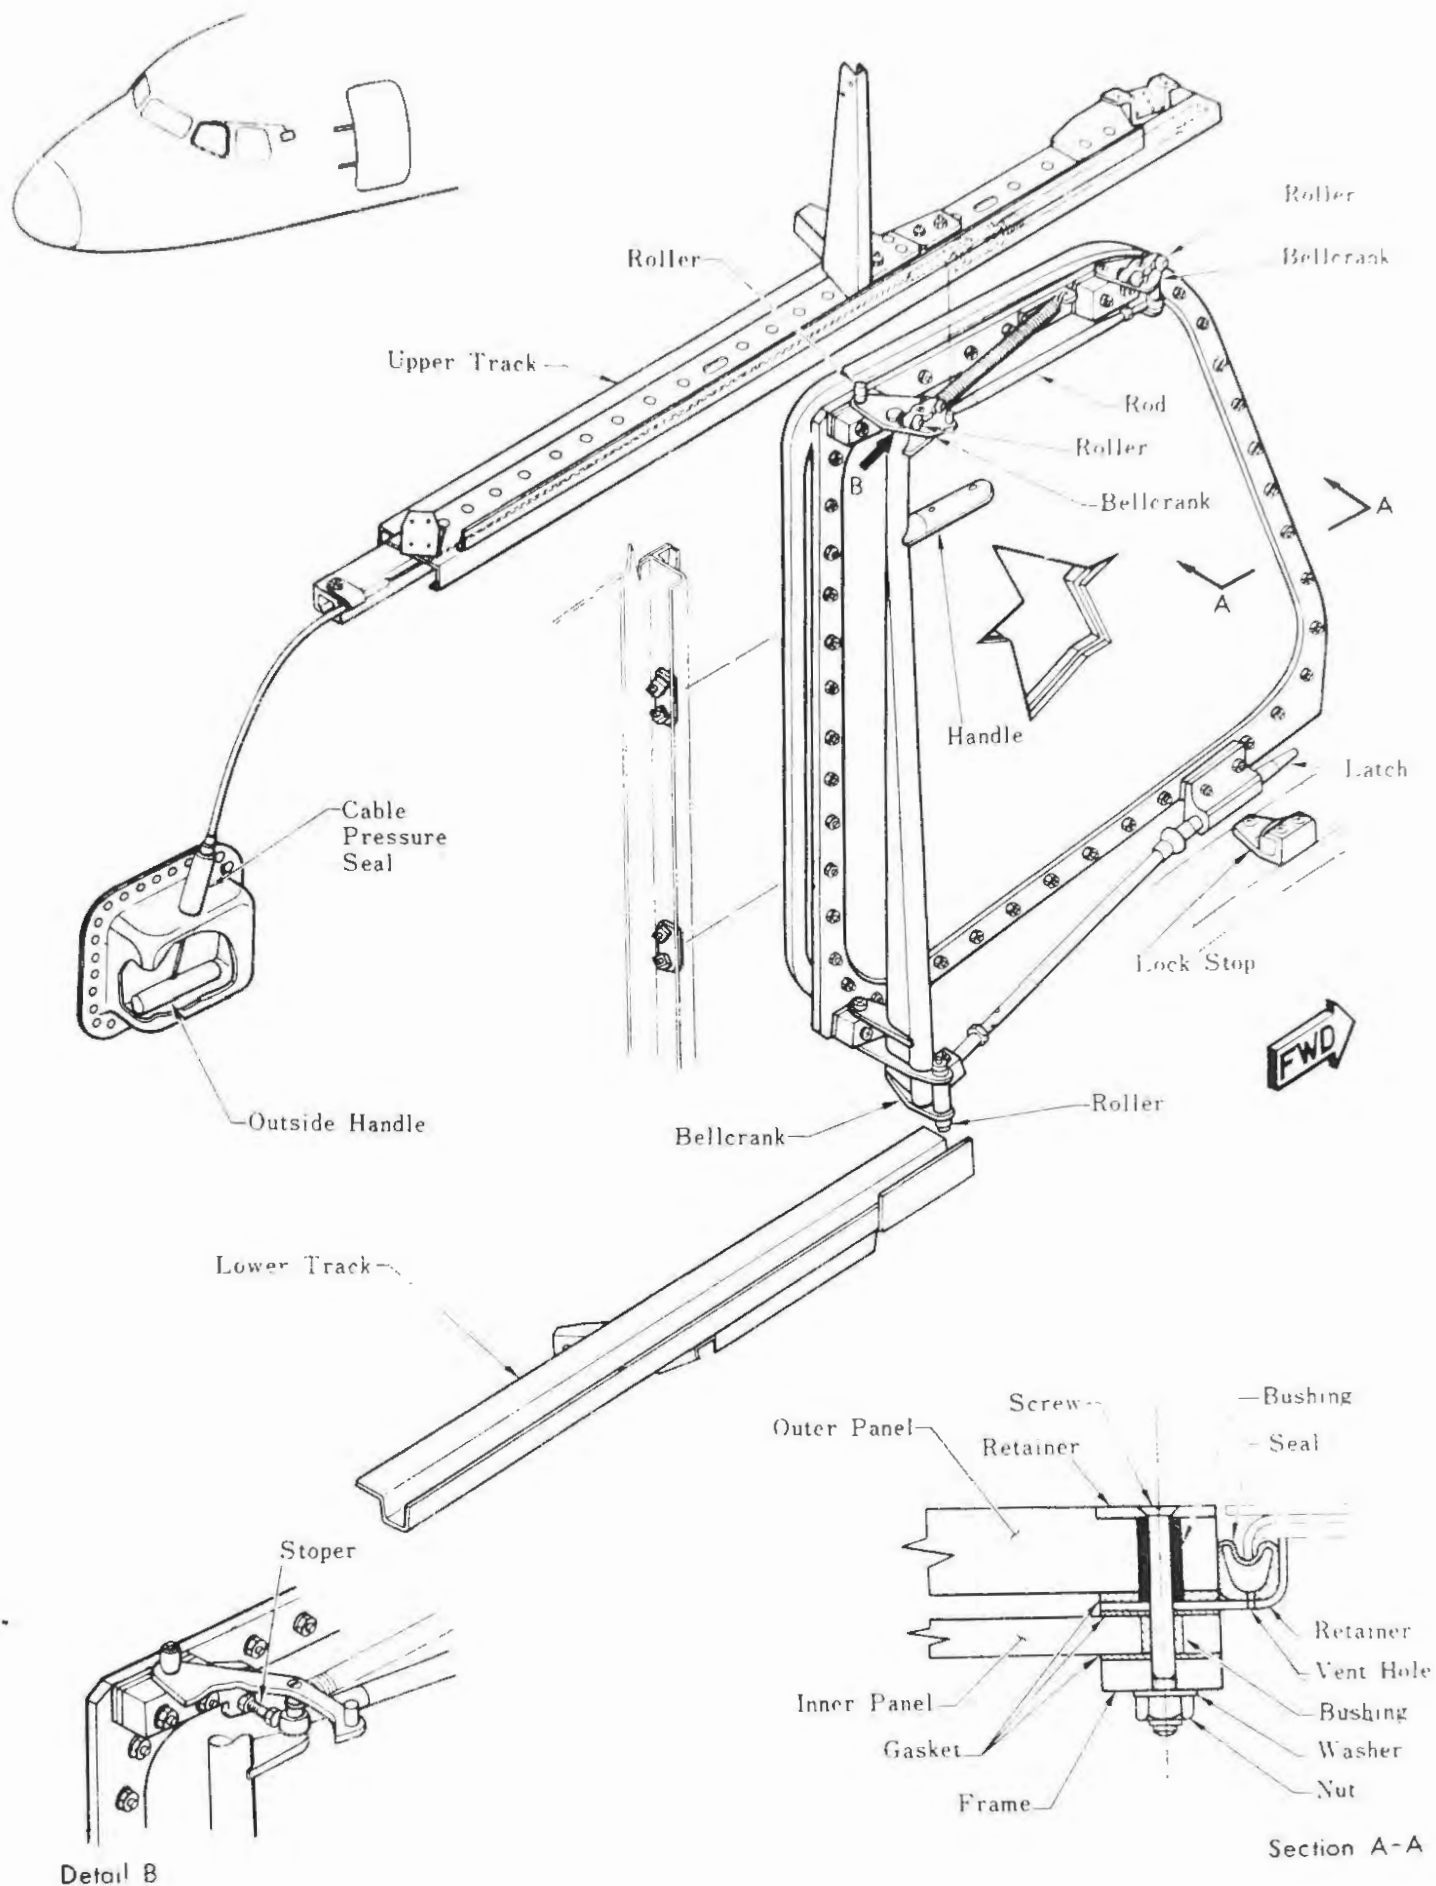 Roller
Bellcrank
Roller
Upper Track
Rod
Roller
B
Bellcrank
A
A
Handle
Latch
Cable
Pressure
Seal
Lock Stop
FWD
Outside Handle
Roller
Bellcrank
Lower Track
Screw
Bushing
Outer Panel
Retainer
Seal
Stoper
Retainer
Vent Hole
Inner Panel
Bushing
Gasket
Washer
Nut
Frame
Section A-A
Detail B